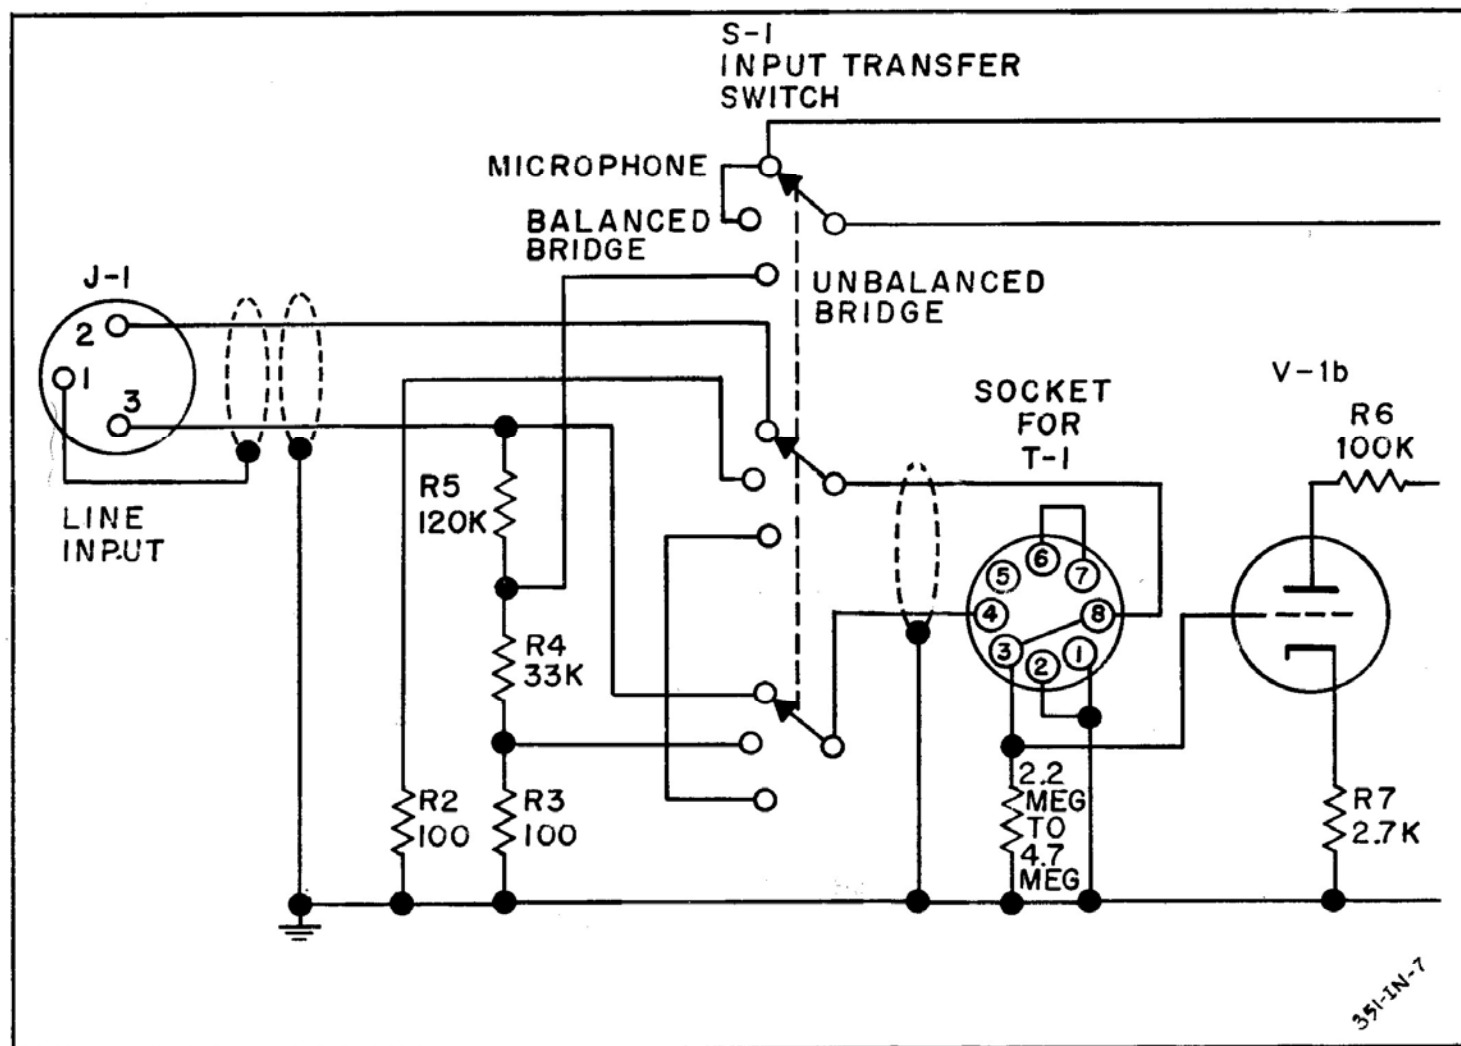 S-1
INPUT TRANSFER
SWITCH
MICROPHONE
BALANCED
BRIDGE
UNBALANCED
BRIDGE
J-1
2
1
3
LINE
INPUT
R5
120K
R4
33K
R2
100
R3
100
SOCKET
FOR
T-1
6
5
7
4
8
3
2
1
2.2
MEG
TO
4.7
MEG
V-1b
R6
100K
R7
2.7K
351-IN-7